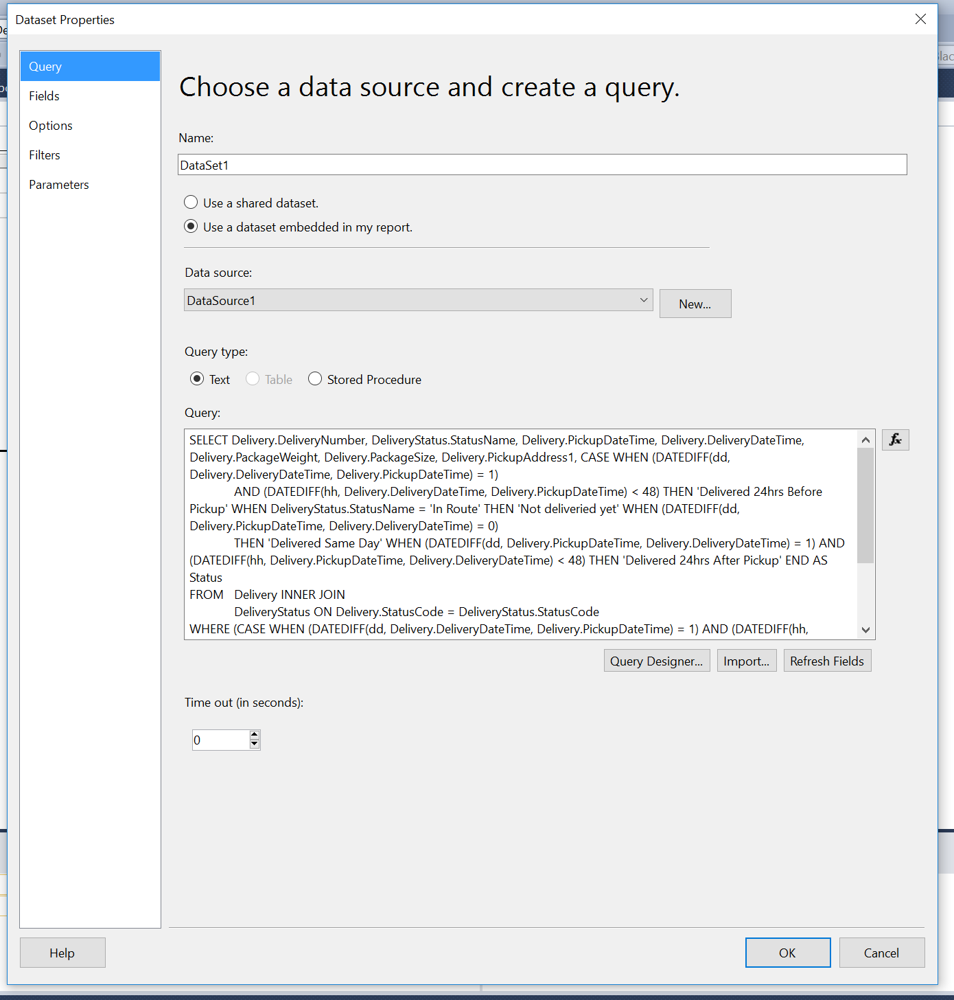 Dataset Properties
Query
Fields
Options
Filters
Parameters
Choose a data source and create a query.
Name:
DataSet1
Use a shared dataset.
Use a dataset embedded in my report.
Data source:
DataSource1
New...
Query type:
Text Table Stored Procedure
Query:
SELECT Delivery.DeliveryNumber, DeliveryStatus.StatusName, Delivery.PickupDateTime, Delivery.DeliveryDateTime,
Delivery.PackageWeight, Delivery.PackageSize, Delivery.PickupAddress1, CASE WHEN (DATEDIFF(dd,
Delivery.DeliveryDateTime, Delivery.PickupDateTime) = 1)
AND (DATEDIFF(hh, Delivery.DeliveryDateTime, Delivery.PickupDateTime) < 48) THEN 'Delivered 24hrs Before
Pickup' WHEN DeliveryStatus.StatusName = 'In Route' THEN 'Not deliveried yet' WHEN (DATEDIFF(dd,
Delivery.PickupDateTime, Delivery.DeliveryDateTime) = 0)
THEN 'Delivered Same Day' WHEN (DATEDIFF(dd, Delivery.PickupDateTime, Delivery.DeliveryDateTime) = 1) AND
(DATEDIFF(hh, Delivery.PickupDateTime, Delivery.DeliveryDateTime) < 48) THEN 'Delivered 24hrs After Pickup' END AS
Status
FROM Delivery INNER JOIN
DeliveryStatus ON Delivery.StatusCode = DeliveryStatus.StatusCode
WHERE (CASE WHEN (DATEDIFF(dd, Delivery.DeliveryDateTime, Delivery.PickupDateTime) = 1) AND (DATEDIFF(hh,
fx
Query Designer... Import... Refresh Fields
Time out (in seconds):
0
Help
OK
Cancel